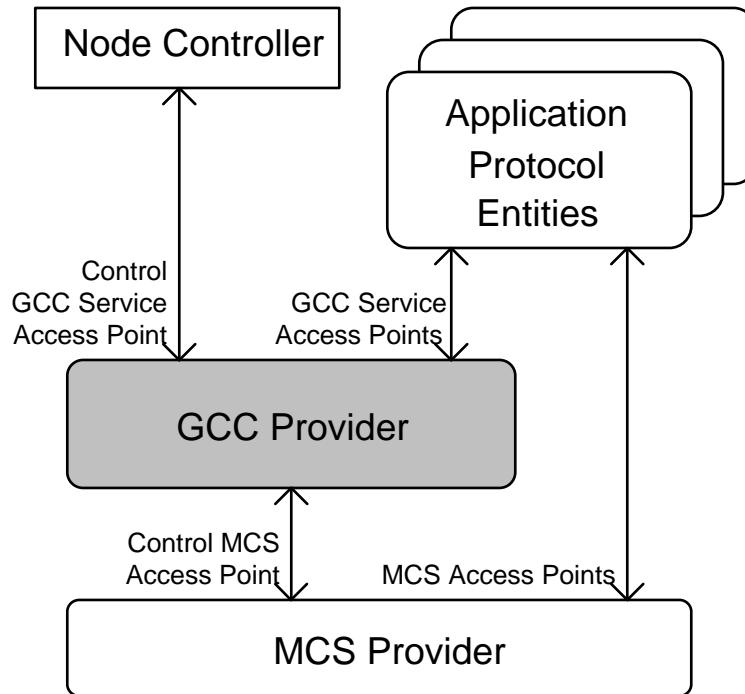 Node Controller
Application
Protocol
Entities
Control
GCC Service
Access Point
GCC Service
Access Points
GCC Provider
Control MCS
Access Point
MCS Access Points
MCS Provider